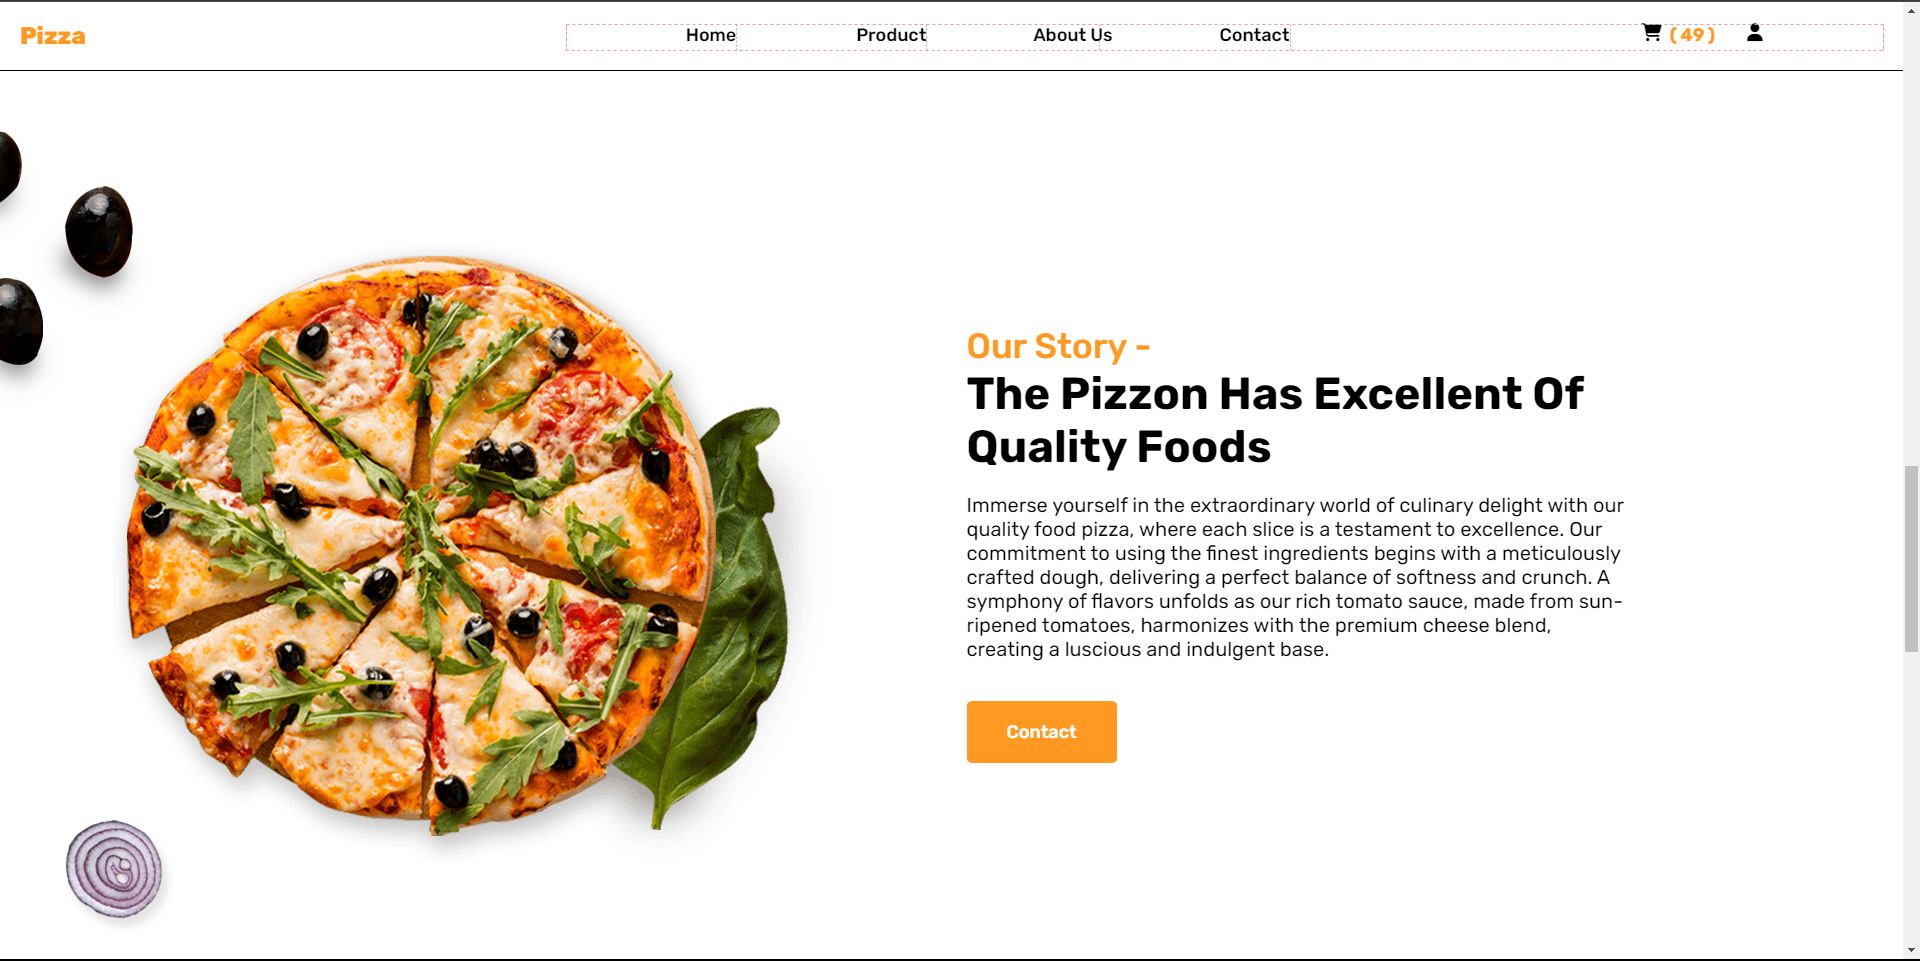 Pizza
Home
Product
About Us
Contact
( 49 )
Our Story -
The Pizzon Has Excellent Of
Quality Foods
Immerse yourself in the extraordinary world of culinary delight with our
quality food pizza, where each slice is a testament to excellence. Our
commitment to using the finest ingredients begins with a meticulously
crafted dough, delivering a perfect balance of softness and crunch. A
symphony of flavors unfolds as our rich tomato sauce, made from sun-
ripened tomatoes, harmonizes with the premium cheese blend,
creating a luscious and indulgent base.
Contact